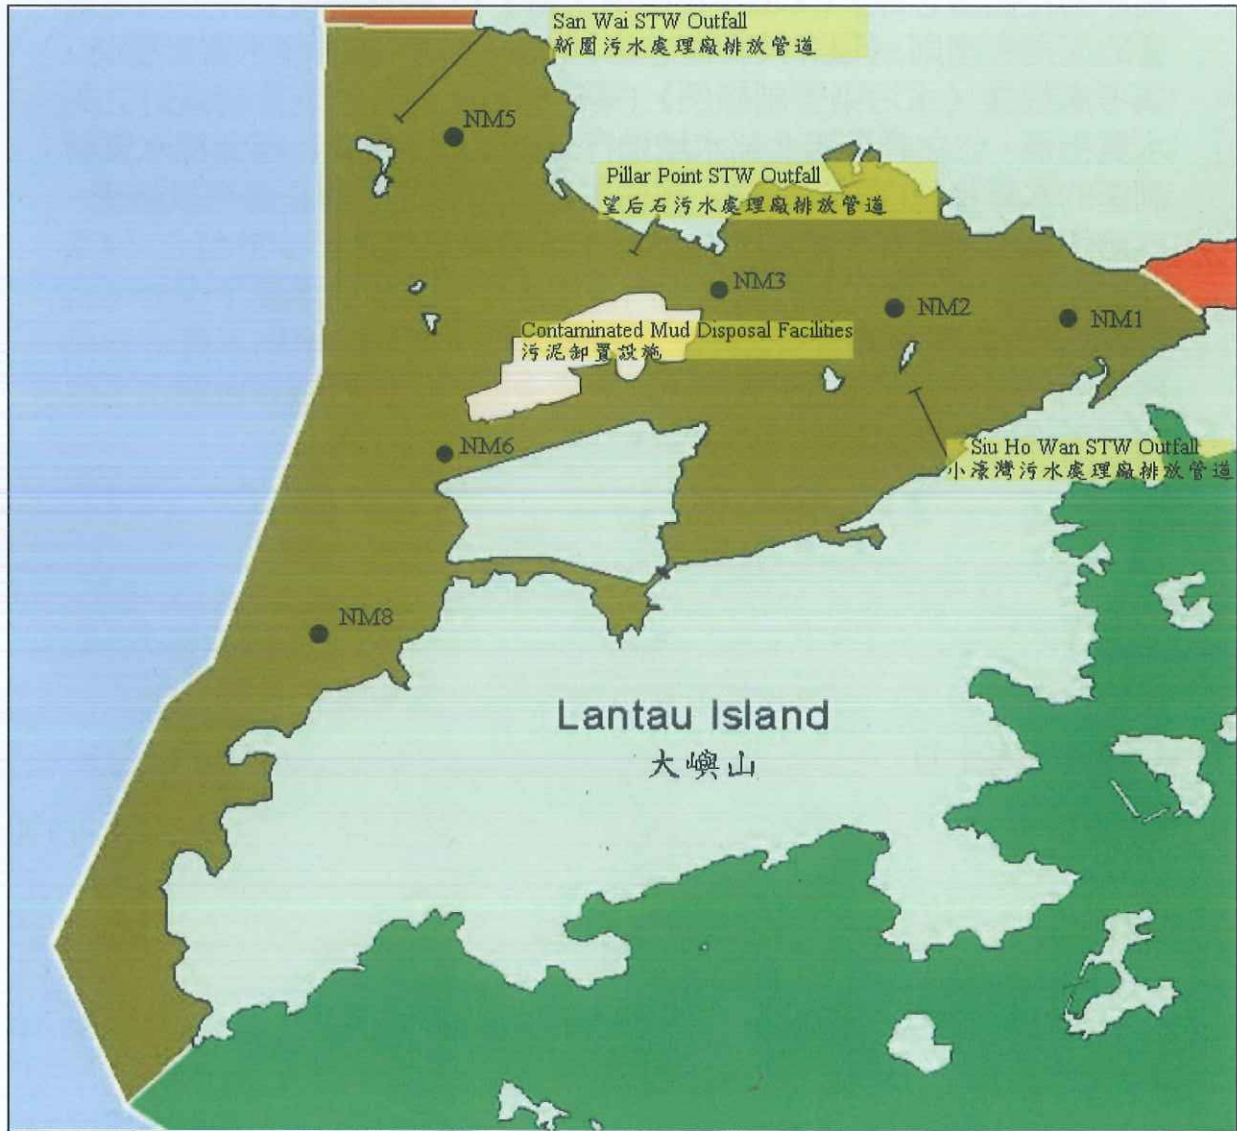 San Wai STW Outfall
新圍污水處理廠排放管道
NM5
Pillar Point STW Outfall
望后石污水處理廠排放管道
NM3
NM2
NM1
Contaminated Mud Disposal Facilities
污泥卸置設施
NM6
Siu Ho Wan STW Outfall
小濠灣污水處理廠排放管道
NM8
Lantau Island
大嶼山